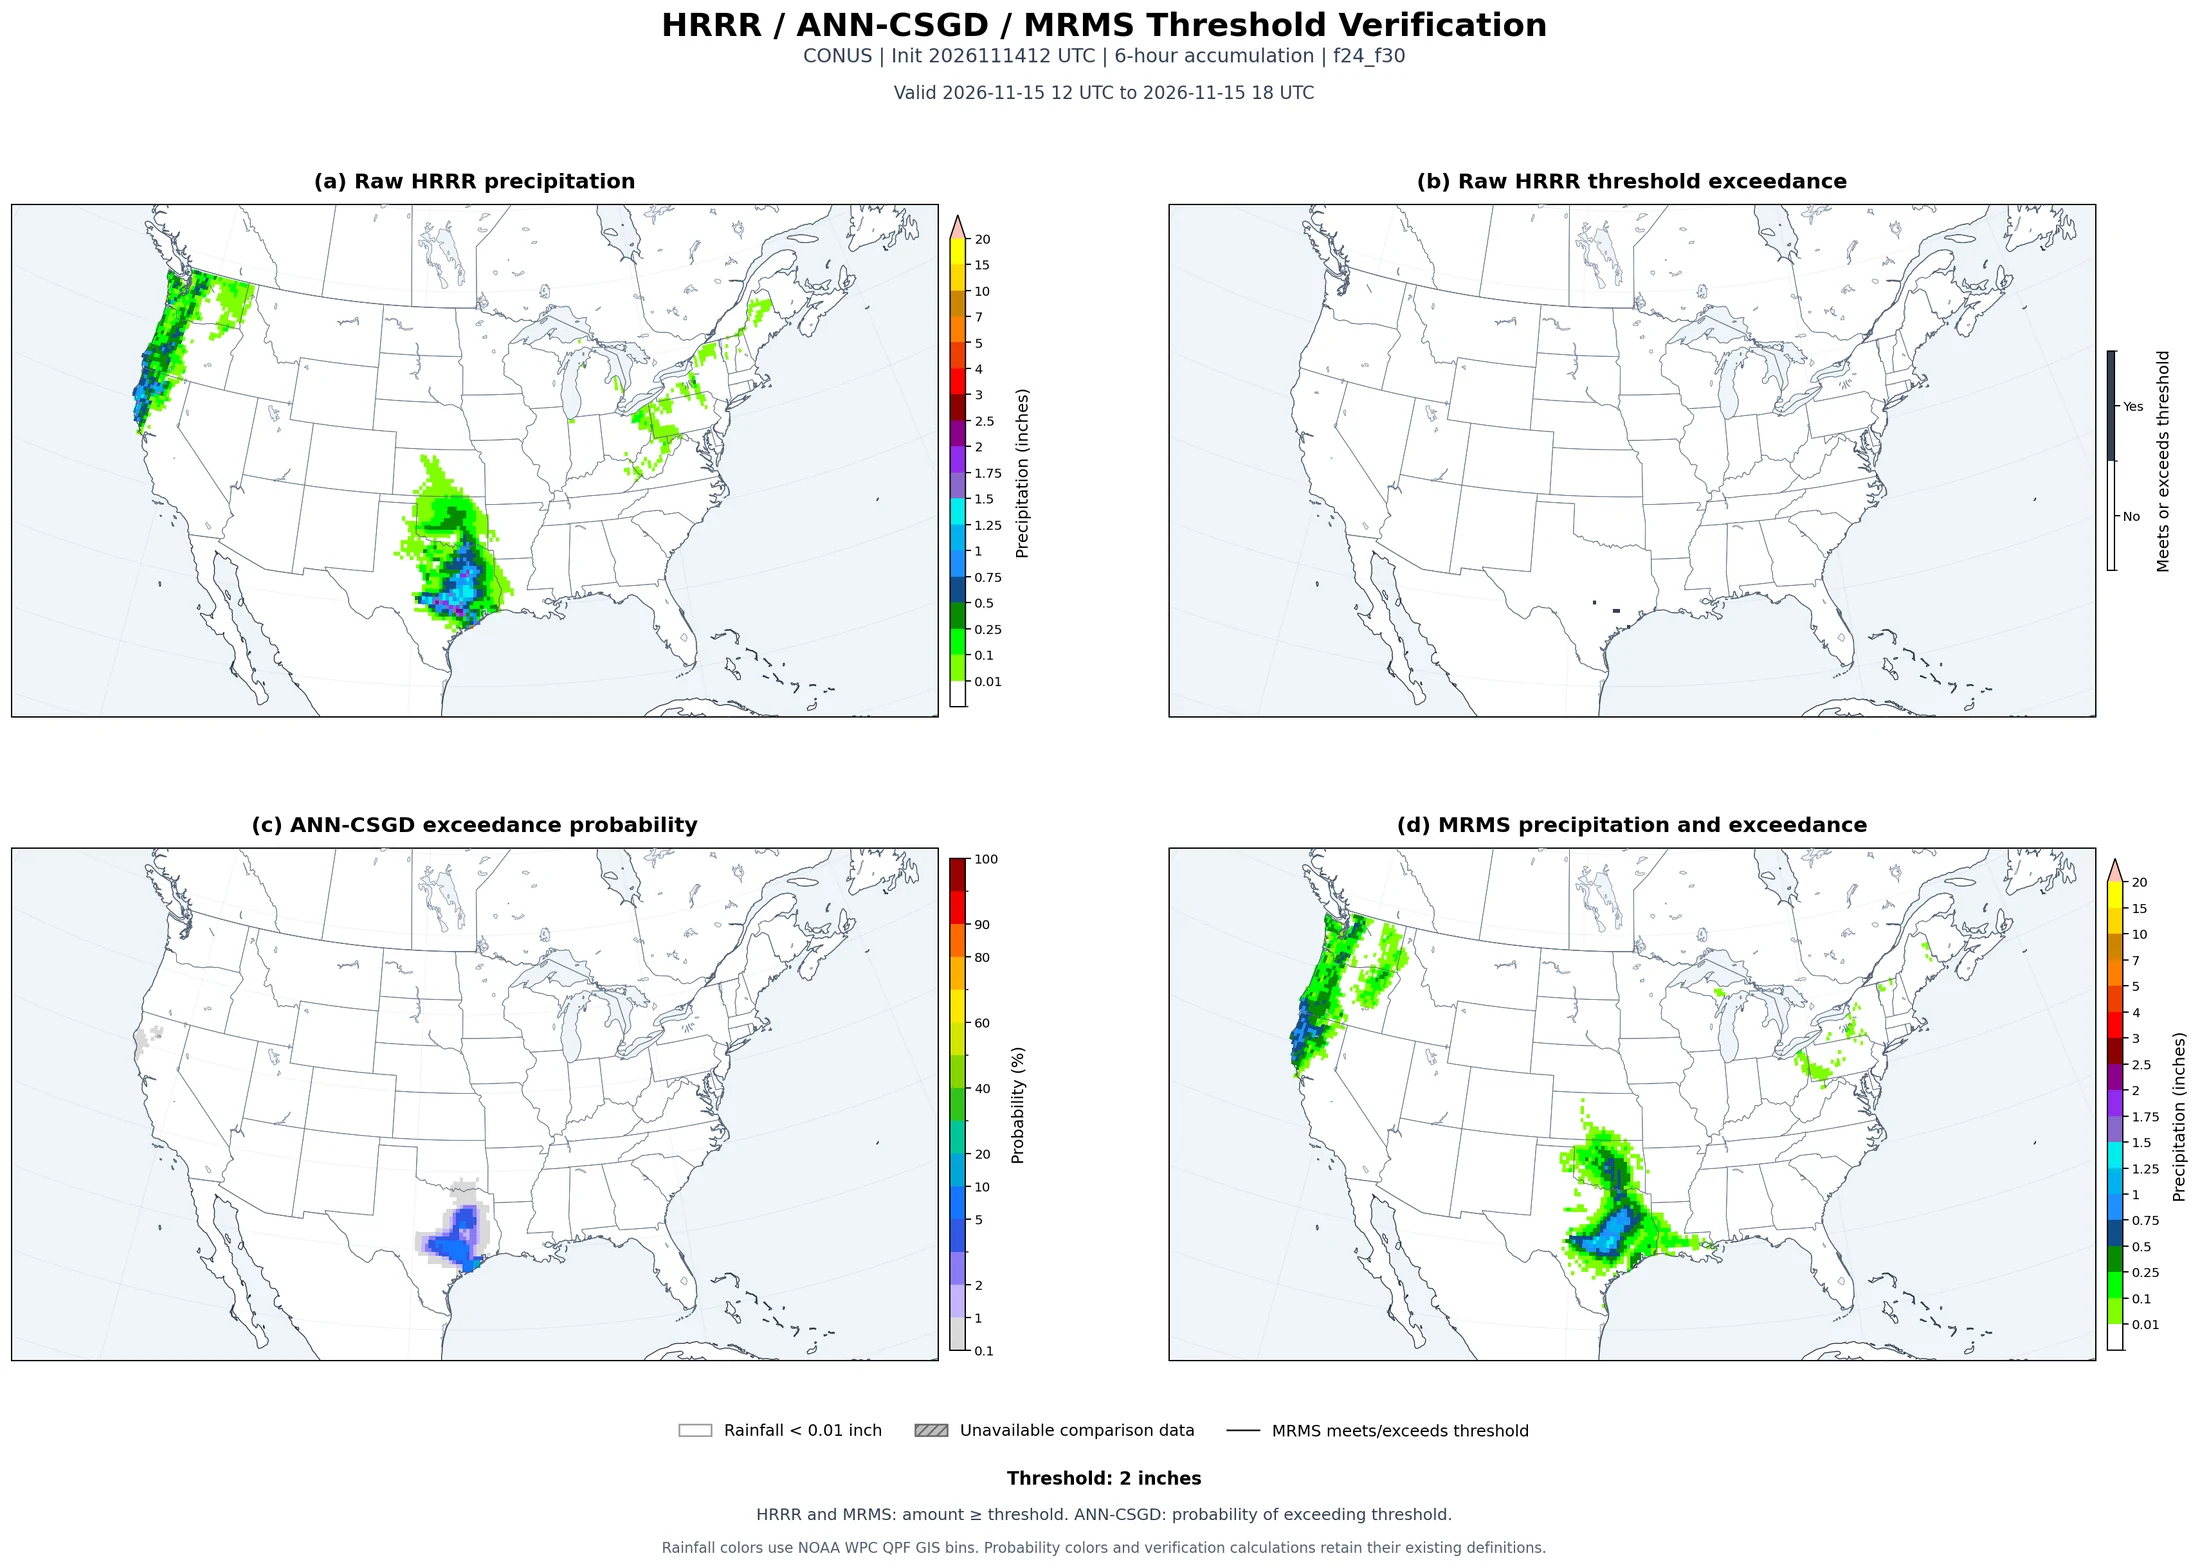 HRRR / ANN-CSGD / MRMS Threshold Verification
CONUS | Init 2026111412 UTC | 6-hour accumulation | f24_f30
Valid 2026-11-15 12 UTC to 2026-11-15 18 UTC
(a) Raw HRRR precipitation
20
15
10
7
5
4
3
2.5
2
1.75
1.5
1.25
1
0.75
0.5
0.25
0.1
0.01
Precipitation (inches)
(b) Raw HRRR threshold exceedance
Yes
No
Meets or exceeds threshold
(c) ANN-CSGD exceedance probability
100
90
80
60
40
20
10
5
2
1
0.1
Probability (%)
(d) MRMS precipitation and exceedance
20
15
10
7
5
4
3
2.5
2
1.75
1.5
1.25
1
0.75
0.5
0.25
0.1
0.01
Precipitation (inches)
Rainfall < 0.01 inch
Unavailable comparison data
MRMS meets/exceeds threshold
Threshold: 2 inches
HRRR and MRMS: amount ≥ threshold. ANN-CSGD: probability of exceeding threshold.
Rainfall colors use NOAA WPC QPF GIS bins. Probability colors and verification calculations retain their existing definitions.